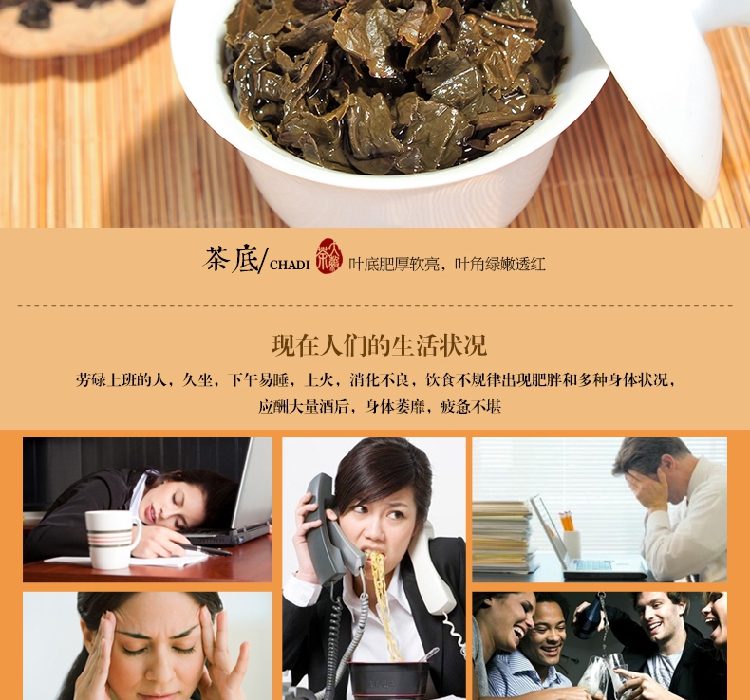 茶底/CHADI 叶底肥厚软亮，叶角绿嫩透红
现在人们的生活状况
劳碌上班的人，久坐，下午易睡，上火，消化不良，饮食不规律出现肥胖和多种身体状况，
应酬大量酒后，身体萎靡，疲惫不堪